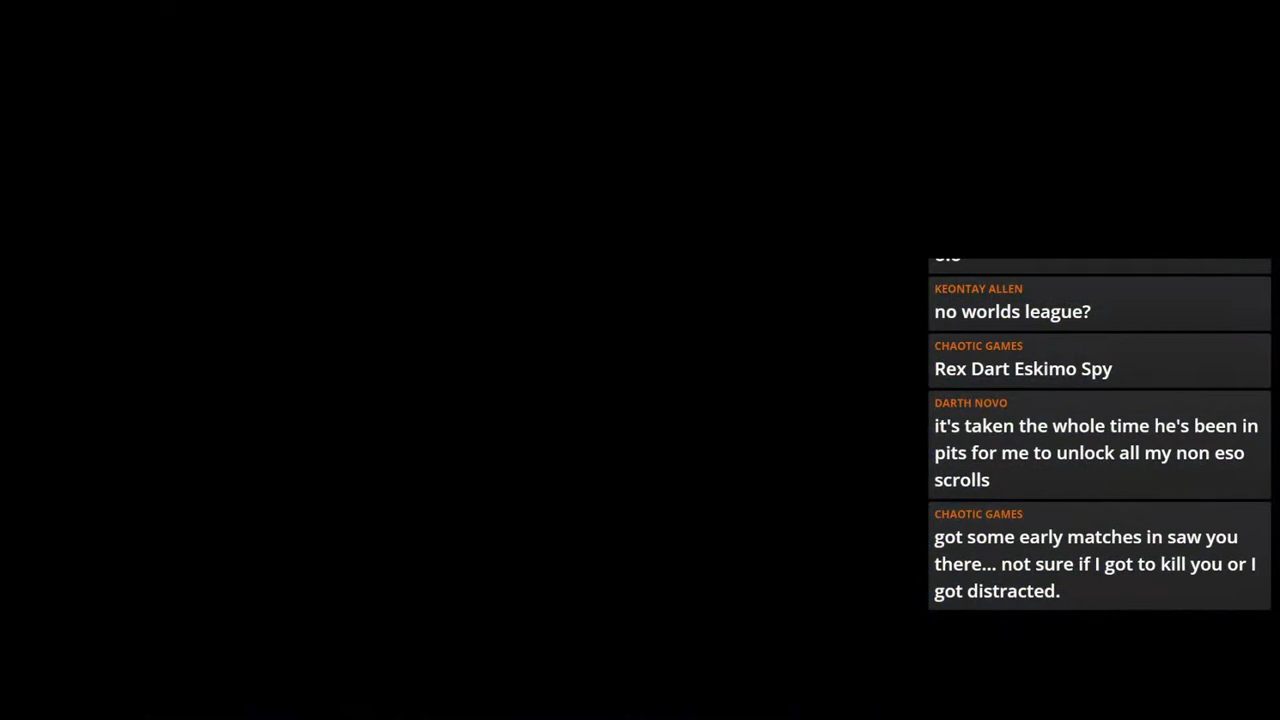 KEONTAY ALLEN
no worlds league?
CHAOTIC GAMES
Rex Dart Eskimo Spy
DARTH NOVO
it's taken the whole time he's been in
pits for me to unlock all my non eso
scrolls
CHAOTIC GAMES
got some early matches in saw you
there... not sure if I got to kill you or I
got distracted.